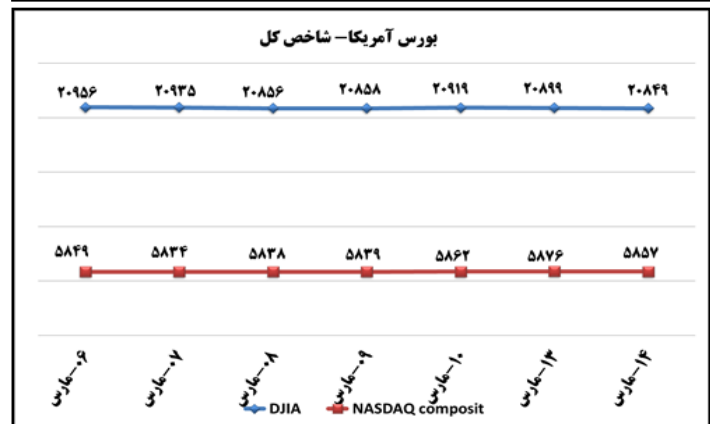 بورس آمریکا– شاخص کل
۲۰۹۵۶ ۲۰۹۳۵ ۲۰۸۵۶ ۲۰۸۵۸ ۲۰۹۱۹ ۲۰۸۹۹ ۲۰۸۴۹
۵۸۴۹ ۵۸۳۴ ۵۸۳۸ ۵۸۳۹ ۵۸۶۲ ۵۸۷۶ ۵۸۵۷
۰۶-مارس ۰۷-مارس ۰۸-مارس ۰۹-مارس ۱۰-مارس ۱۳-مارس ۱۴-مارس
DJIA NASDAQ composit